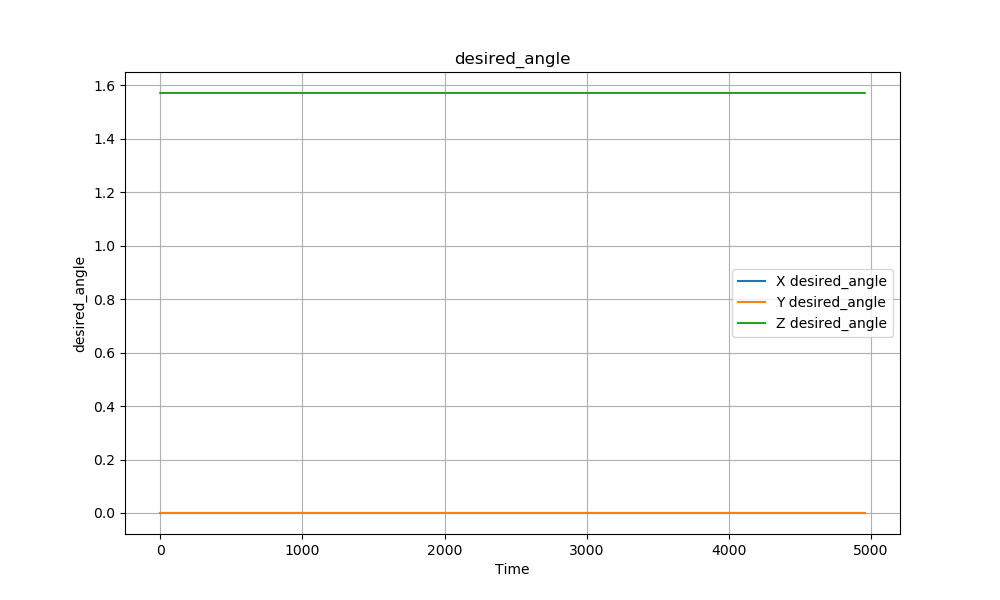 desired_angle
1.6
1.4
1.2
1.0
0.8
0.6
0.4
0.2
0.0
desired_angle
X desired_angle
Y desired_angle
Z desired_angle
0 1000 2000 3000 4000 5000
Time